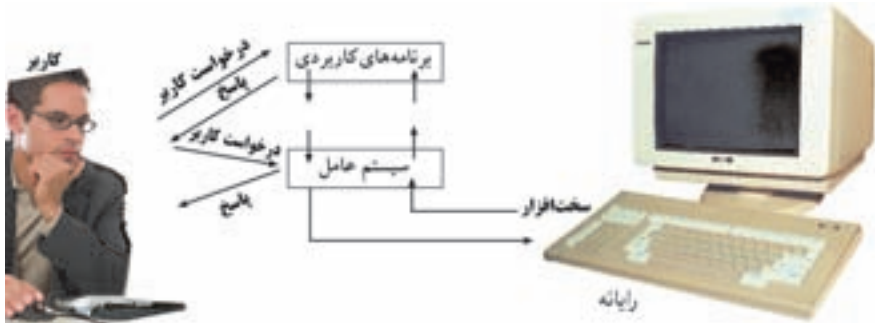 کاربر
درخواست کاربر
پاسخ
برنامه‌های کاربردی
درخواست کاربر
پاسخ
سیستم عامل
سخت‌افزار
رایانه